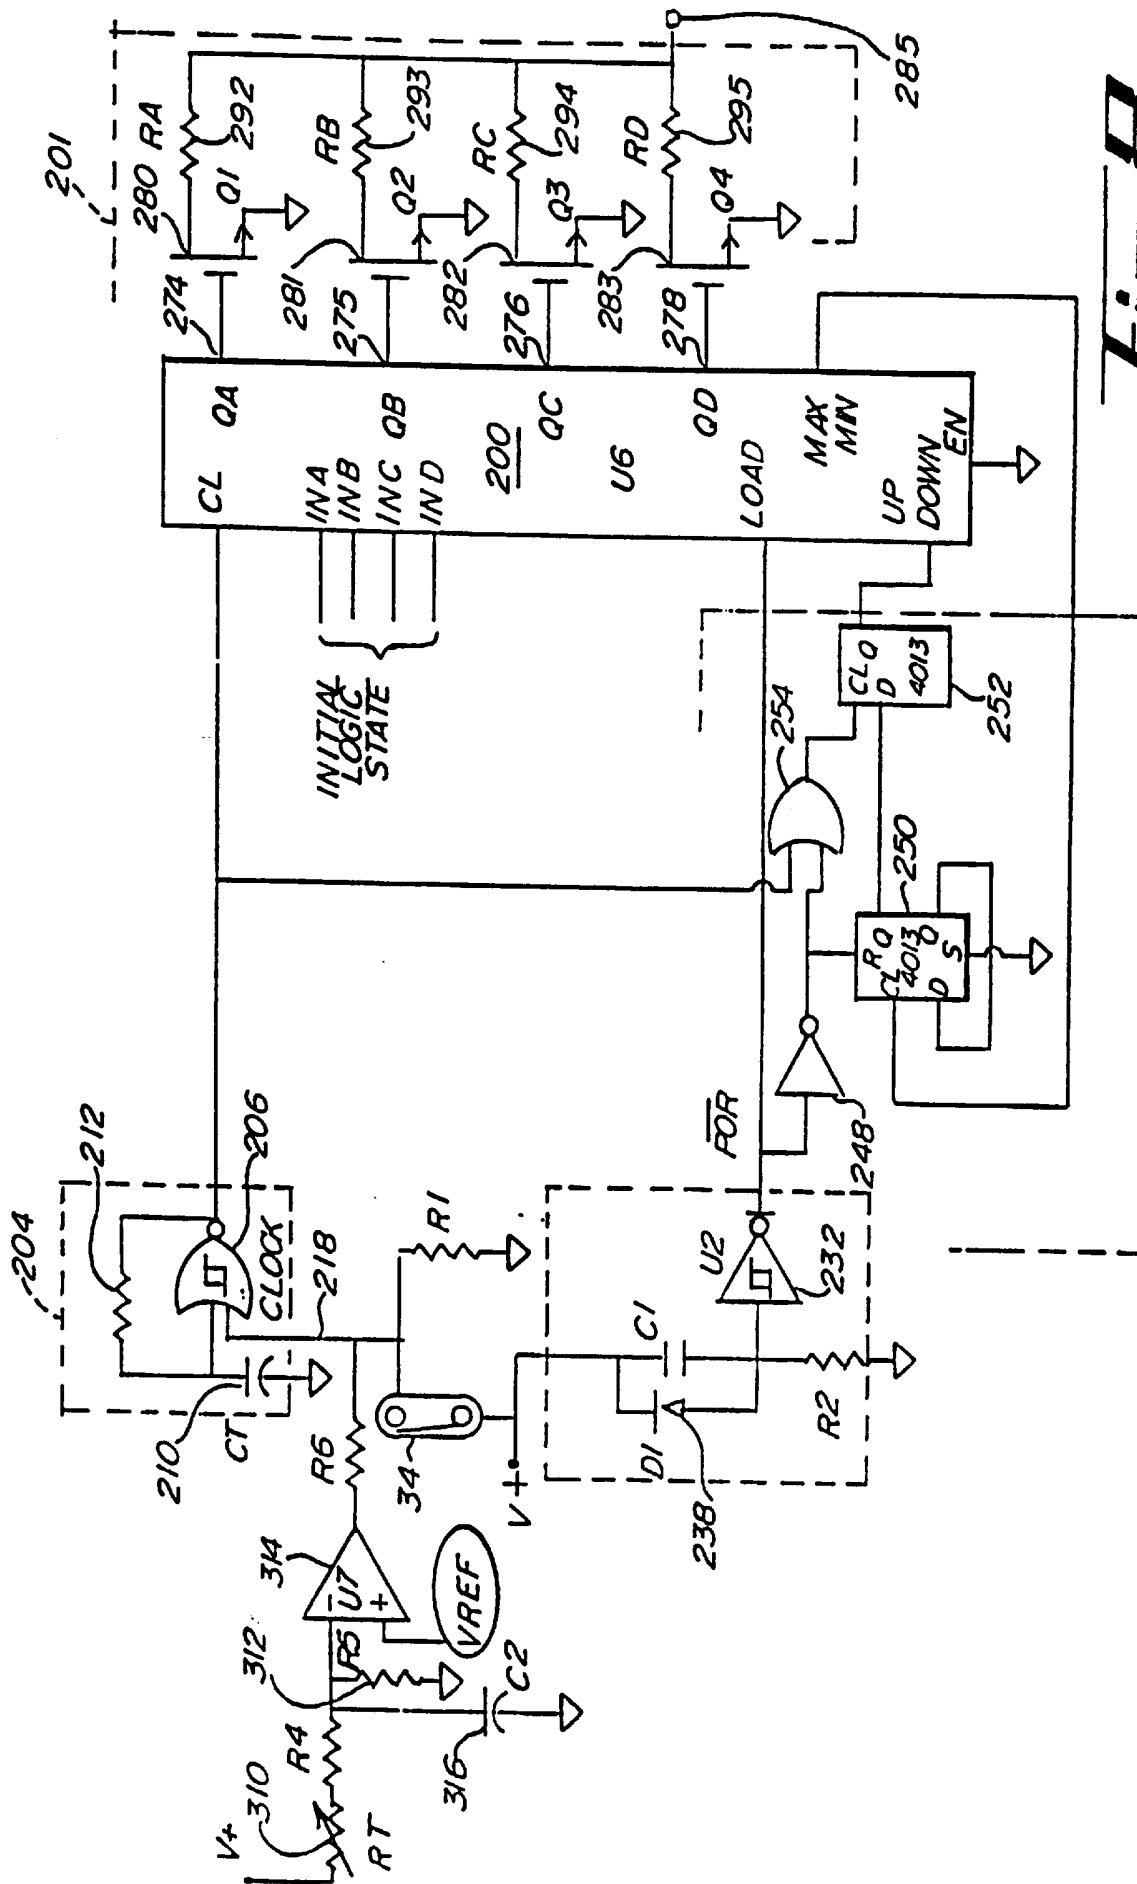 201
204
212
206
CLOCK
218
210
CT
R6
34
V+
R1
314
U7
−
+
VREF
R5
312
R4
310
V+
RT
316
C2
CL
QA
INA
INB
INC
IND
QB
200
QC
U6
QD
LOAD
MAX
MIN
UP
DOWN
EN
INITIAL
LOGIC
STATE
274
280
RA
292
Q1
275
281
RB
293
Q2
276
282
RC
294
Q3
278
283
RD
295
Q4
285
254
CL
Q
D
4013
252
R
Q
CL
4013
D
Q
S
250
248
POR
U2
232
C1
D1
238
R2